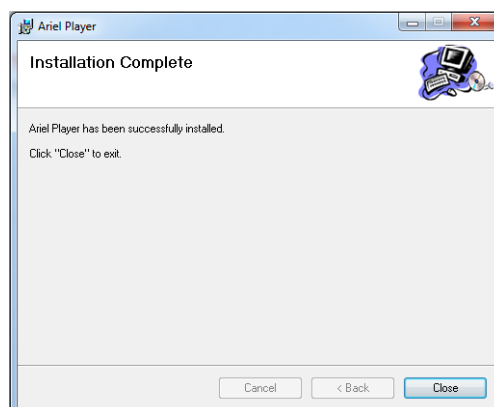 Ariel Player
Installation Complete
Ariel Player has been successfully installed.
Click "Close" to exit.
Cancel
< Back
Close